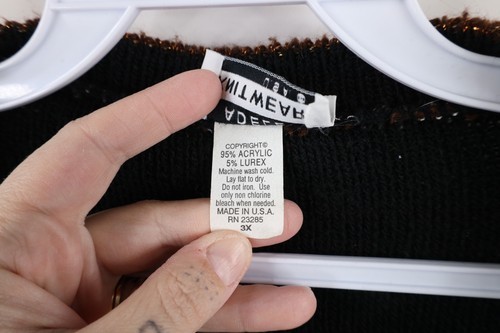 KNITWEAR
COPYRIGHT©
95% ACRYLIC
5% LUREX
Machine wash cold.
Lay flat to dry.
Do not iron. Use
only non chlorine
bleach when needed.
MADE IN U.S.A.
RN 23285
3X